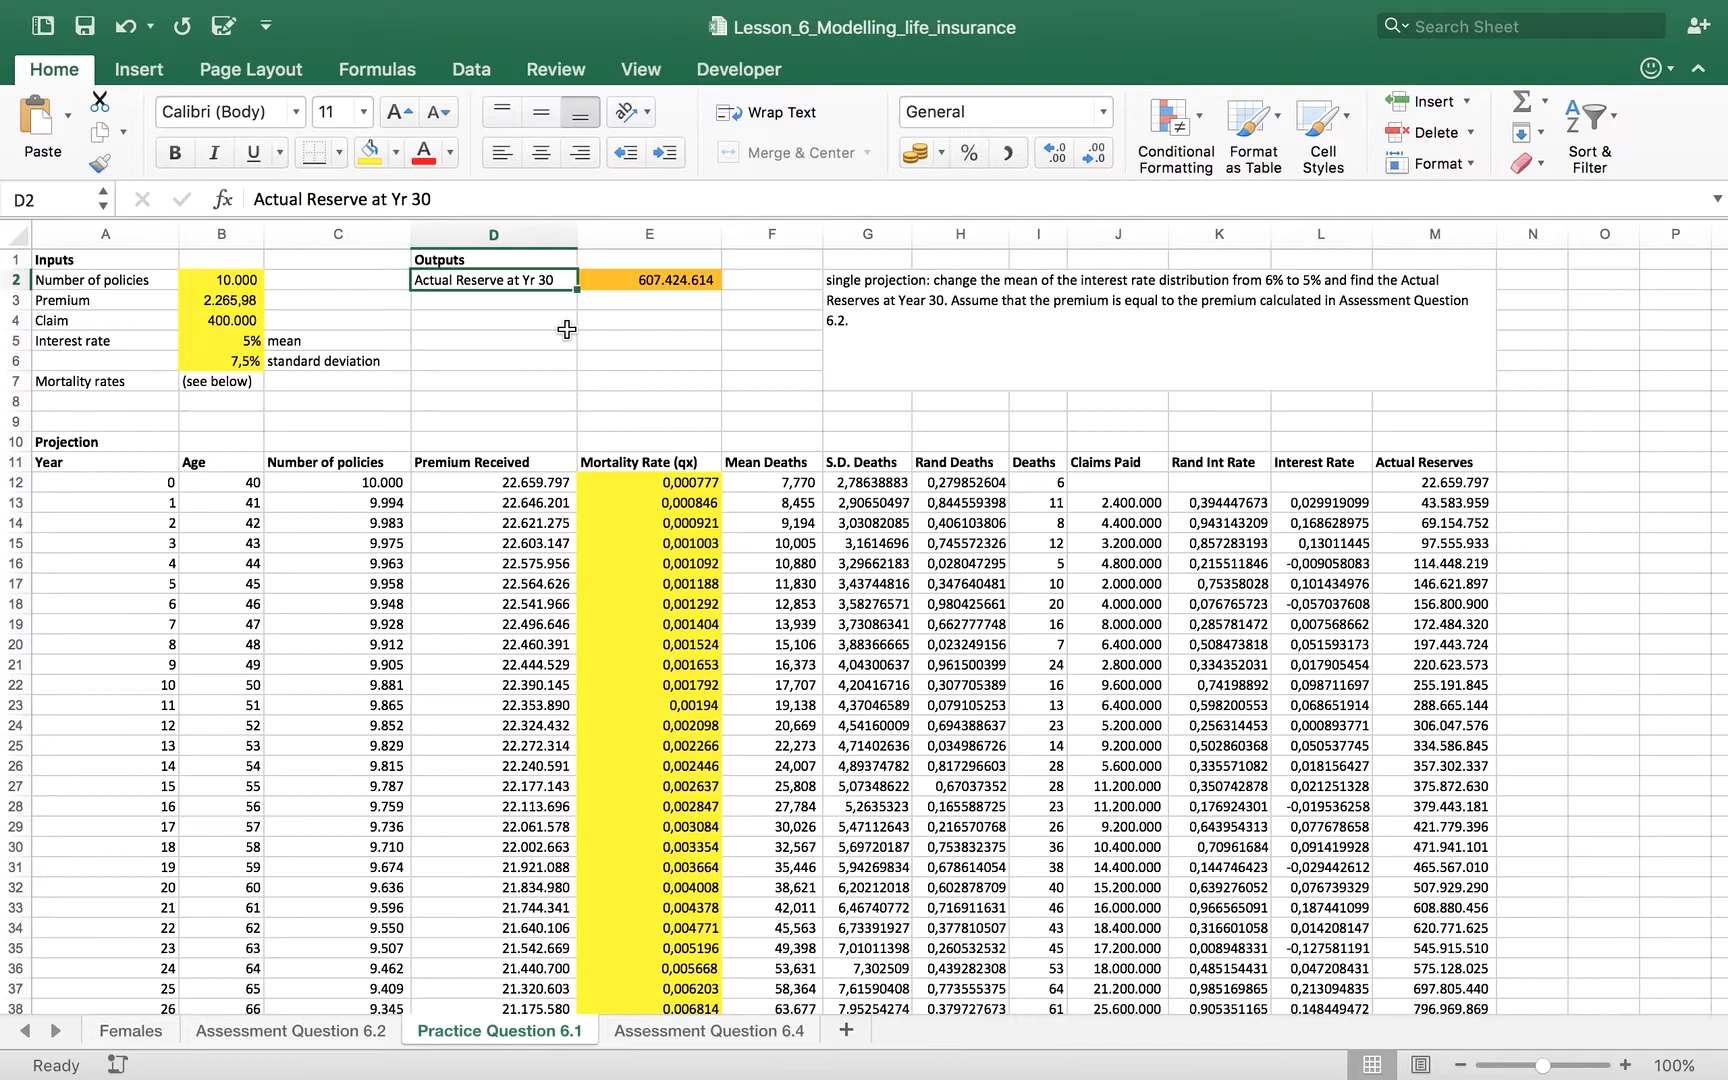 Lesson_6_Modelling_life_insurance
Search Sheet
Home Insert Page Layout Formulas Data Review View Developer
Paste
Calibri (Body) 11
Wrap Text
Merge & Center
General
Conditional Formatting
Format as Table
Cell Styles
Insert
Delete
Format
Sort & Filter
D2 fx Actual Reserve at Yr 30
A B C D E F G H I J K L M N O P
1 Inputs Outputs
2 Number of policies 10.000 Actual Reserve at Yr 30 607.424.614 single projection: change the mean of the interest rate distribution from 6% to 5% and find the Actual
3 Premium 2.265,98 Reserves at Year 30. Assume that the premium is equal to the premium calculated in Assessment Question
4 Claim 400.000 6.2.
5 Interest rate 5% mean
6 7,5% standard deviation
7 Mortality rates (see below)
8
9
10 Projection
11 Year Age Number of policies Premium Received Mortality Rate (qx) Mean Deaths S.D. Deaths Rand Deaths Deaths Claims Paid Rand Int Rate Interest Rate Actual Reserves
12 0 40 10.000 22.659.797 0,000777 7,770 2,78638883 0,279852604 6 22.659.797
13 1 41 9.994 22.646.201 0,000846 8,455 2,90650497 0,844559398 11 2.400.000 0,394447673 0,029919099 43.583.959
14 2 42 9.983 22.621.275 0,000921 9,194 3,03082085 0,406103806 8 4.400.000 0,943143209 0,168628975 69.154.752
15 3 43 9.975 22.603.147 0,001003 10,005 3,1614696 0,745572326 12 3.200.000 0,857283193 0,13011445 97.555.933
16 4 44 9.963 22.575.956 0,001092 10,880 3,29662183 0,028047295 5 4.800.000 0,215511846 -0,009058083 114.448.219
17 5 45 9.958 22.564.626 0,001188 11,830 3,43744816 0,347640481 10 2.000.000 0,75358028 0,101434976 146.621.897
18 6 46 9.948 22.541.966 0,001292 12,853 3,58276571 0,980425661 20 4.000.000 0,076765723 -0,057037608 156.800.900
19 7 47 9.928 22.496.646 0,001404 13,939 3,73086341 0,662777748 16 8.000.000 0,285781472 0,007568662 172.484.320
20 8 48 9.912 22.460.391 0,001524 15,106 3,88366665 0,023249156 7 6.400.000 0,508473818 0,051593173 197.443.724
21 9 49 9.905 22.444.529 0,001653 16,373 4,04300637 0,961500399 24 2.800.000 0,334352031 0,017905454 220.623.573
22 10 50 9.881 22.390.145 0,001792 17,707 4,20416716 0,307705389 16 9.600.000 0,74198892 0,098711697 255.191.845
23 11 51 9.865 22.353.890 0,00194 19,138 4,37046589 0,079105253 13 6.400.000 0,598200553 0,068651914 288.665.144
24 12 52 9.852 22.324.432 0,002098 20,669 4,54160009 0,694388637 23 5.200.000 0,256314453 0,000893771 306.047.576
25 13 53 9.829 22.272.314 0,002266 22,273 4,71402636 0,034986726 14 9.200.000 0,502860368 0,050537745 334.586.845
26 14 54 9.815 22.240.591 0,002446 24,007 4,89374782 0,817296603 28 5.600.000 0,335571082 0,018156427 357.302.337
27 15 55 9.787 22.177.143 0,002637 25,808 5,07348622 0,67037352 28 11.200.000 0,350742878 0,021251328 375.872.630
28 16 56 9.759 22.113.696 0,002847 27,784 5,2635323 0,165588725 23 11.200.000 0,176924301 -0,019536258 379.443.181
29 17 57 9.736 22.061.578 0,003084 30,026 5,47112643 0,216570768 26 9.200.000 0,643954313 0,077678658 421.779.396
30 18 58 9.710 22.002.663 0,003354 32,567 5,69720187 0,753832375 36 10.400.000 0,70961684 0,091419928 471.941.101
31 19 59 9.674 21.921.088 0,003664 35,446 5,94269834 0,678614054 38 14.400.000 0,144746423 -0,029442612 465.567.010
32 20 60 9.636 21.834.980 0,004008 38,621 6,20212018 0,602878709 40 15.200.000 0,639276052 0,076739329 507.929.290
33 21 61 9.596 21.744.341 0,004378 42,011 6,46740772 0,716911631 46 16.000.000 0,966565091 0,187441099 608.880.456
34 22 62 9.550 21.640.106 0,004771 45,563 6,73391927 0,377810507 43 18.400.000 0,316601058 0,014208147 620.771.625
35 23 63 9.507 21.542.669 0,005196 49,398 7,01011398 0,260532532 45 17.200.000 0,008948331 -0,127581191 545.915.510
36 24 64 9.462 21.440.700 0,005668 53,631 7,302509 0,439282308 53 18.000.000 0,485154431 0,047208431 575.128.025
37 25 65 9.409 21.320.603 0,006203 58,364 7,61590408 0,773555375 64 21.200.000 0,985169865 0,213094835 697.805.440
38 26 66 9.345 21.175.580 0,006814 63,677 7,95254274 0,379727673 61 25.600.000 0,905351165 0,148449472 796.969.869
Females Assessment Question 6.2 Practice Question 6.1 Assessment Question 6.4
Ready 100%